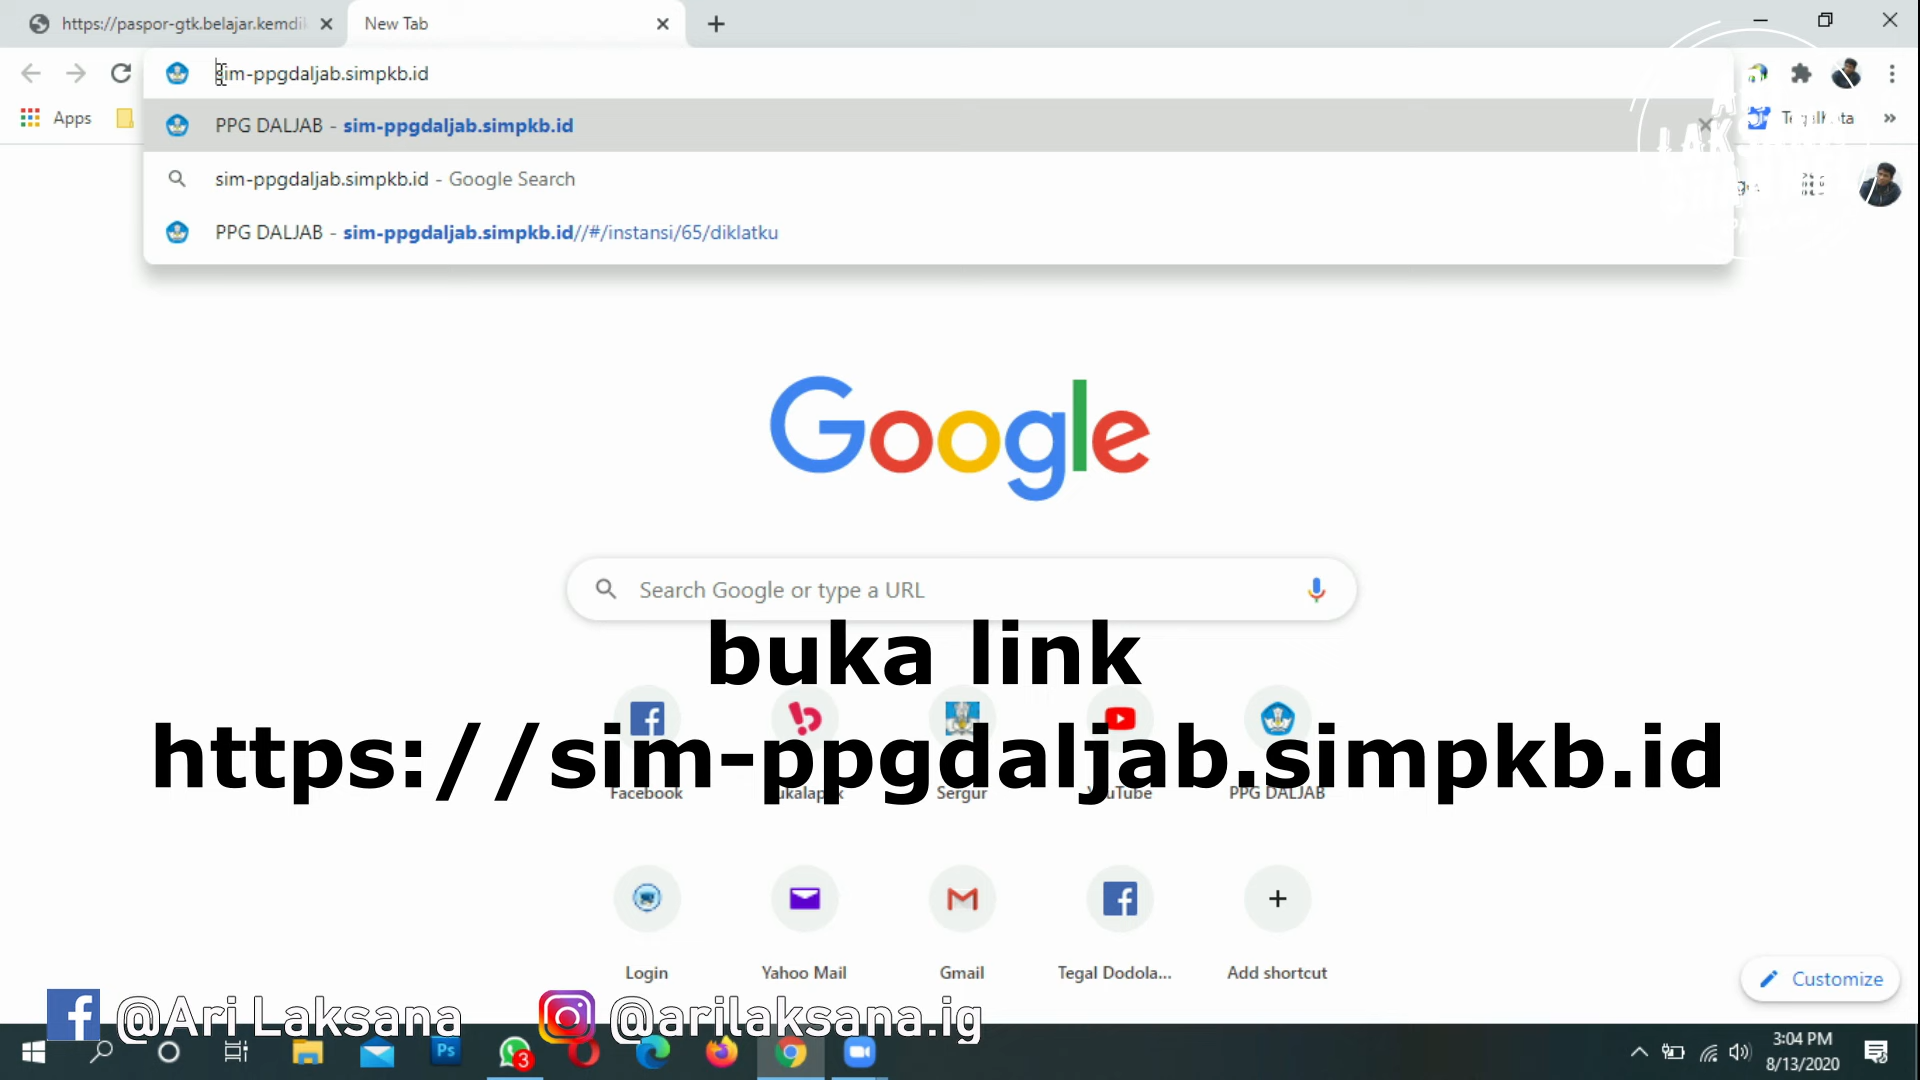 https://paspor-gtk.belajar.kemdi
New Tab
sim-ppgdaljab.simpkb.id
Apps
PPG DALJAB - sim-ppgdaljab.simpkb.id
sim-ppgdaljab.simpkb.id - Google Search
PPG DALJAB - sim-ppgdaljab.simpkb.id//#/instansi/65/diklatku
Google
Search Google or type a URL
buka link
https://sim-ppgdaljab.simpkb.id
Facebook
Sergur
YouTube
PPG DALJAB
Login
Yahoo Mail
Gmail
Tegal Dodola...
Add shortcut
Customize
@Ari Laksana
@arilaksana.ig
Ps
3
3:04 PM
8/13/2020